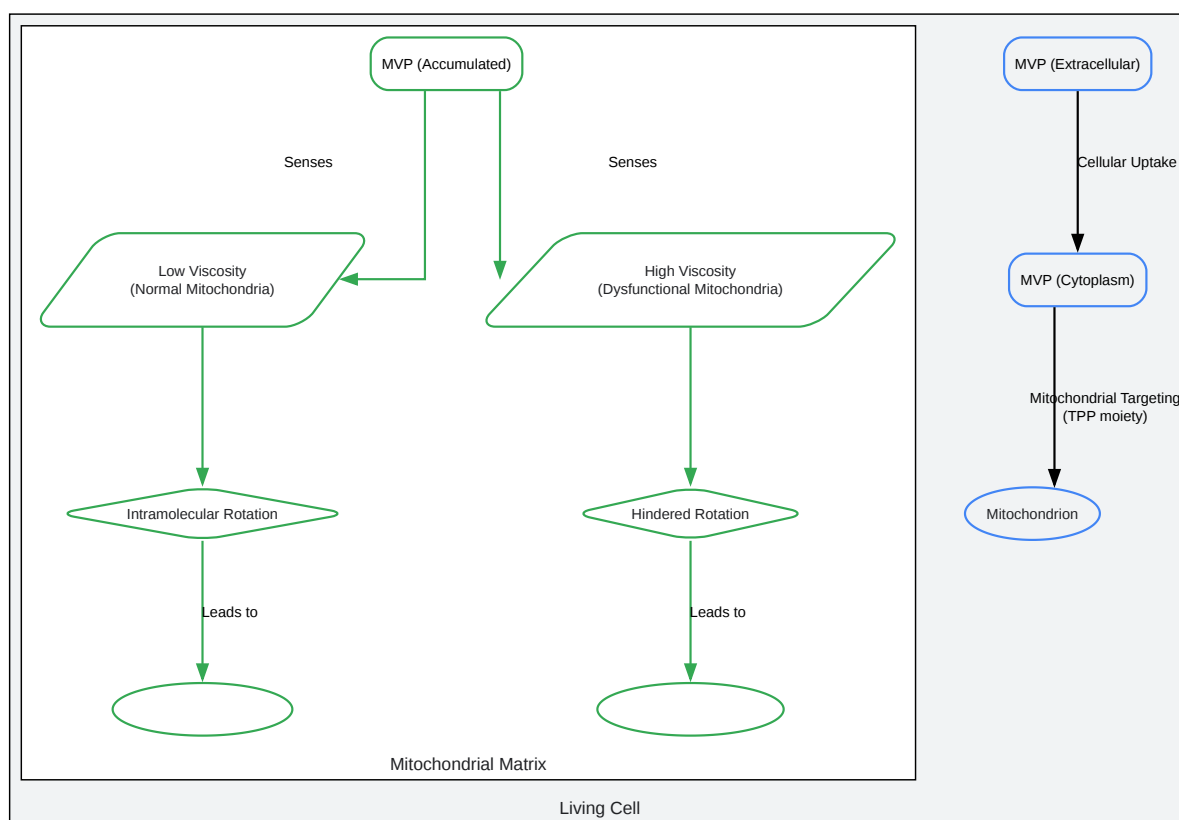 MVP (Accumulated)
MVP (Extracellular)
Senses
Senses
Cellular Uptake
Low Viscosity
(Normal Mitochondria)
High Viscosity
(Dysfunctional Mitochondria)
MVP (Cytoplasm)
Mitochondrial Targeting
(TPP moiety)
Intramolecular Rotation
Hindered Rotation
Mitochondrion
Leads to
Leads to
Mitochondrial Matrix
Living Cell